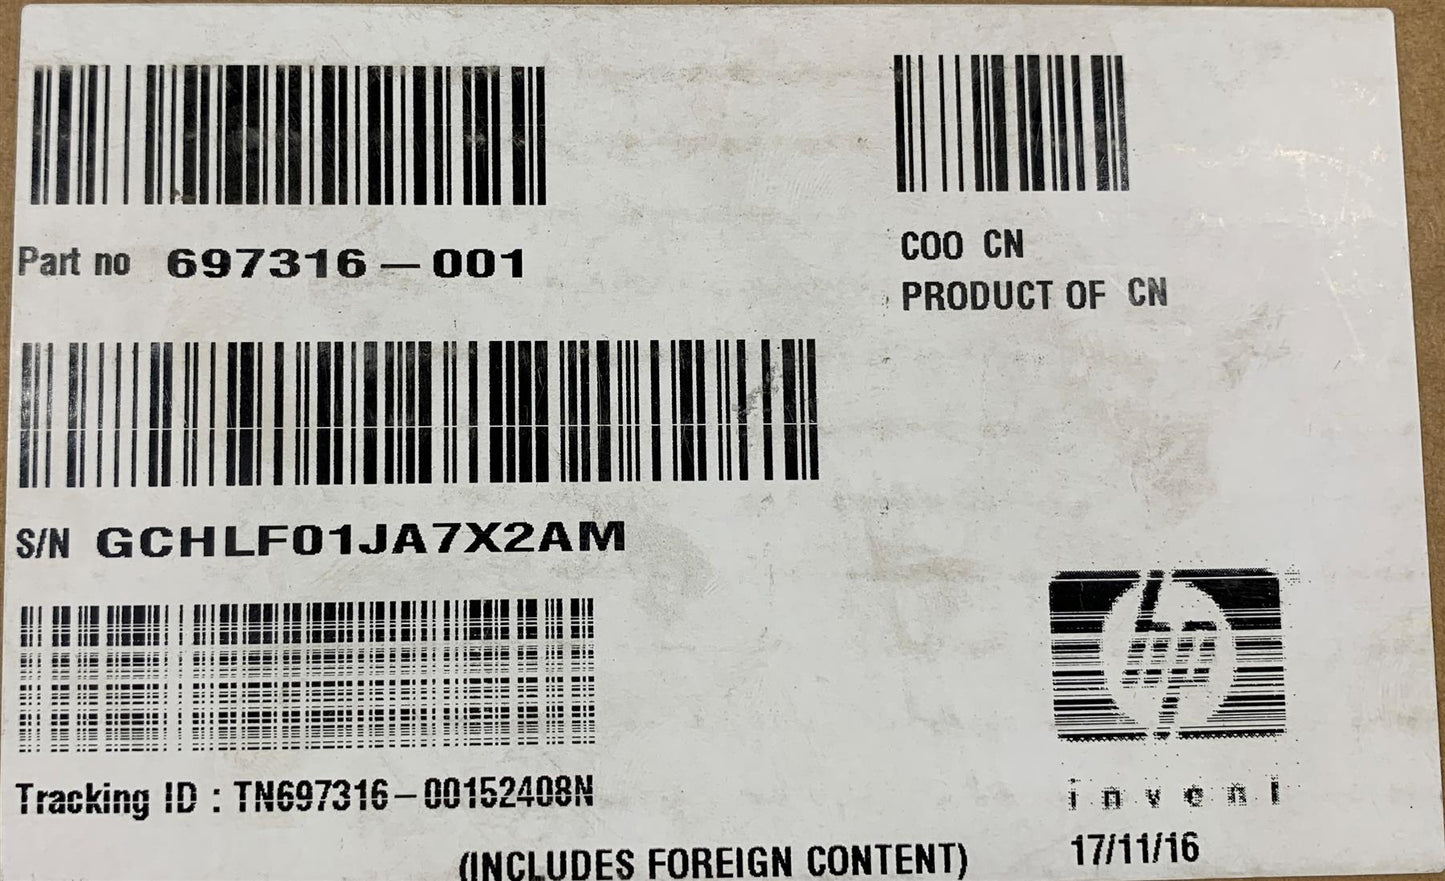 Part no 697316-001
COO CN
PRODUCT OF CN
S/N GCHLF01JA7X2AM
Tracking ID : TN697316-00152408N
hp
invent
17/11/16
(INCLUDES FOREIGN CONTENT)